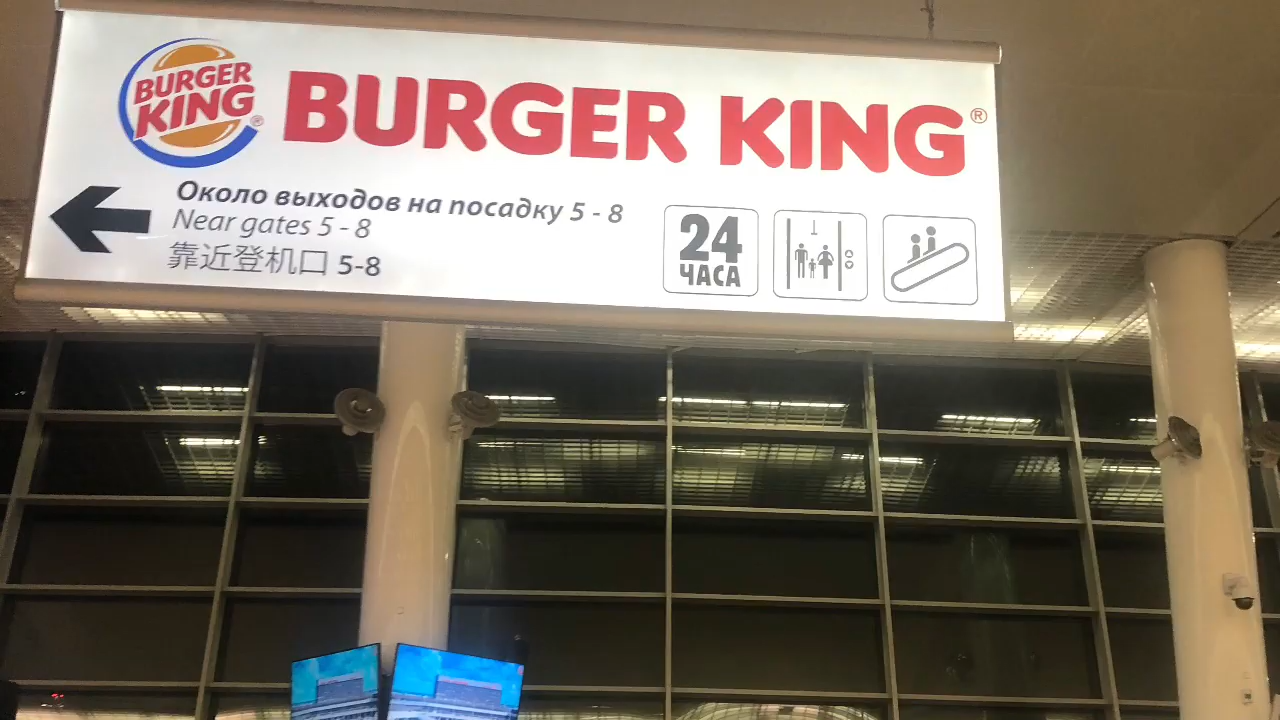 BURGER
KING®
BURGER KING®
Около выходов на посадку 5 - 8
Near gates 5 - 8
靠近登机口 5-8
24
ЧАСА